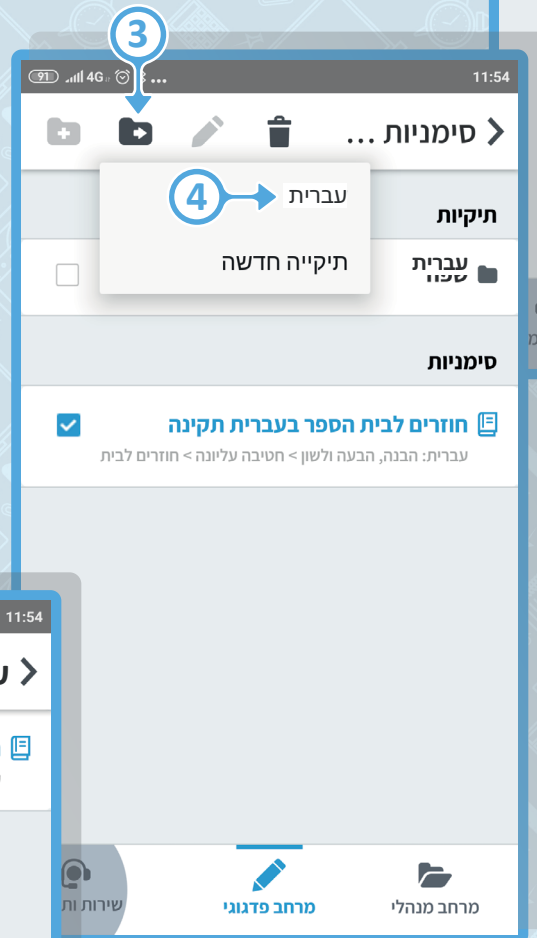 3
91 4G 11:54
סימניות ...
4
עברית
תיקייה חדשה
תיקיות
עברית
סימניות
חוזרים לבית הספר בעברית תקינה
עברית: הבנה, הבעה ולשון > חטיבה עליונה > חוזרים לבית
11:54
מרחב מנהלי
מרחב פדגוגי
שירות